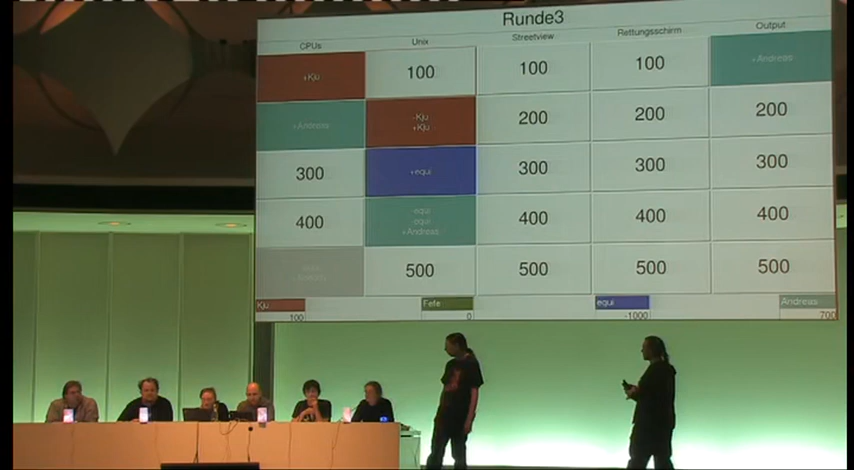 Runde3
CPUs Unix Streetview Rettungsschirm Output
+Kju 100 100 100 +Andreas
+Andreas -Kju 200 200 200
+Kju
300 +equi 300 300 300
400 -equi 400 400 400
-equi
+Andreas
500 500 500 500
Kju Fefe equi Andreas
100 0 -1000 700